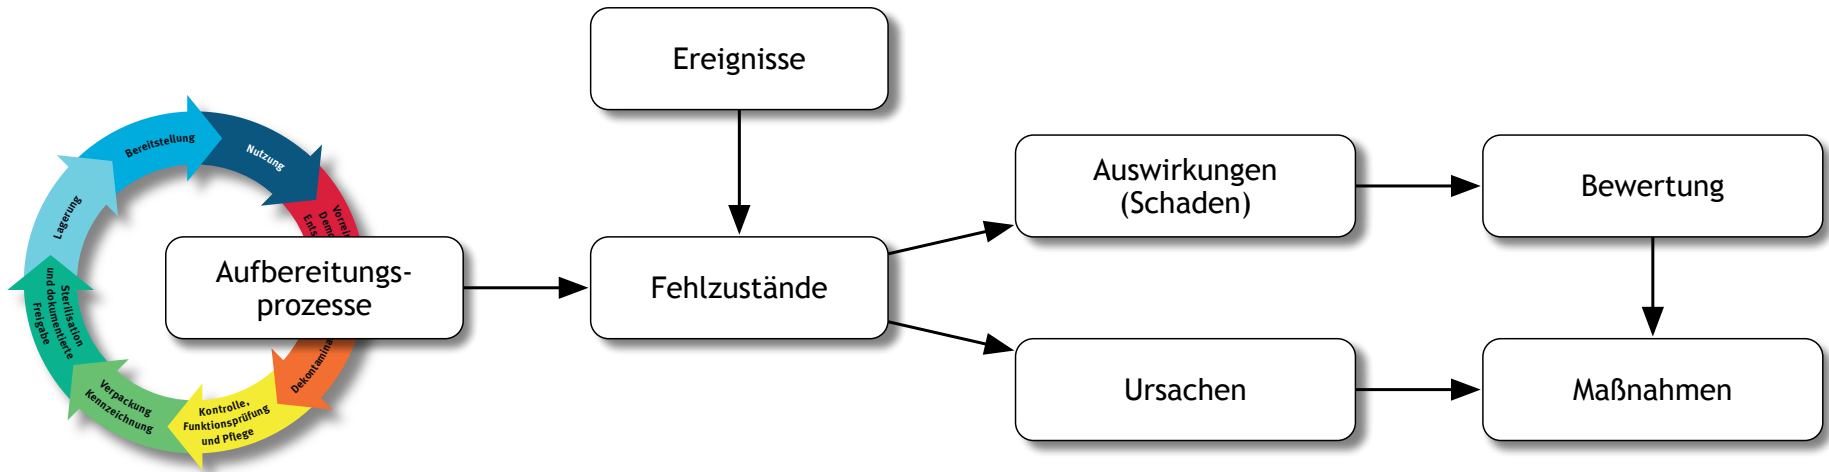 Ereignisse
Bereitstellung
Nutzung
Lagerung
Aufbereitungs-
prozesse
Fehlzustände
Auswirkungen
(Schaden)
Bewertung
Ursachen
Maßnahmen
Sterilisation
und dokumentierte
Freigabe
Verpackung
Kennzeichnung
Kontrolle,
Funktionsprüfung
und Pflege